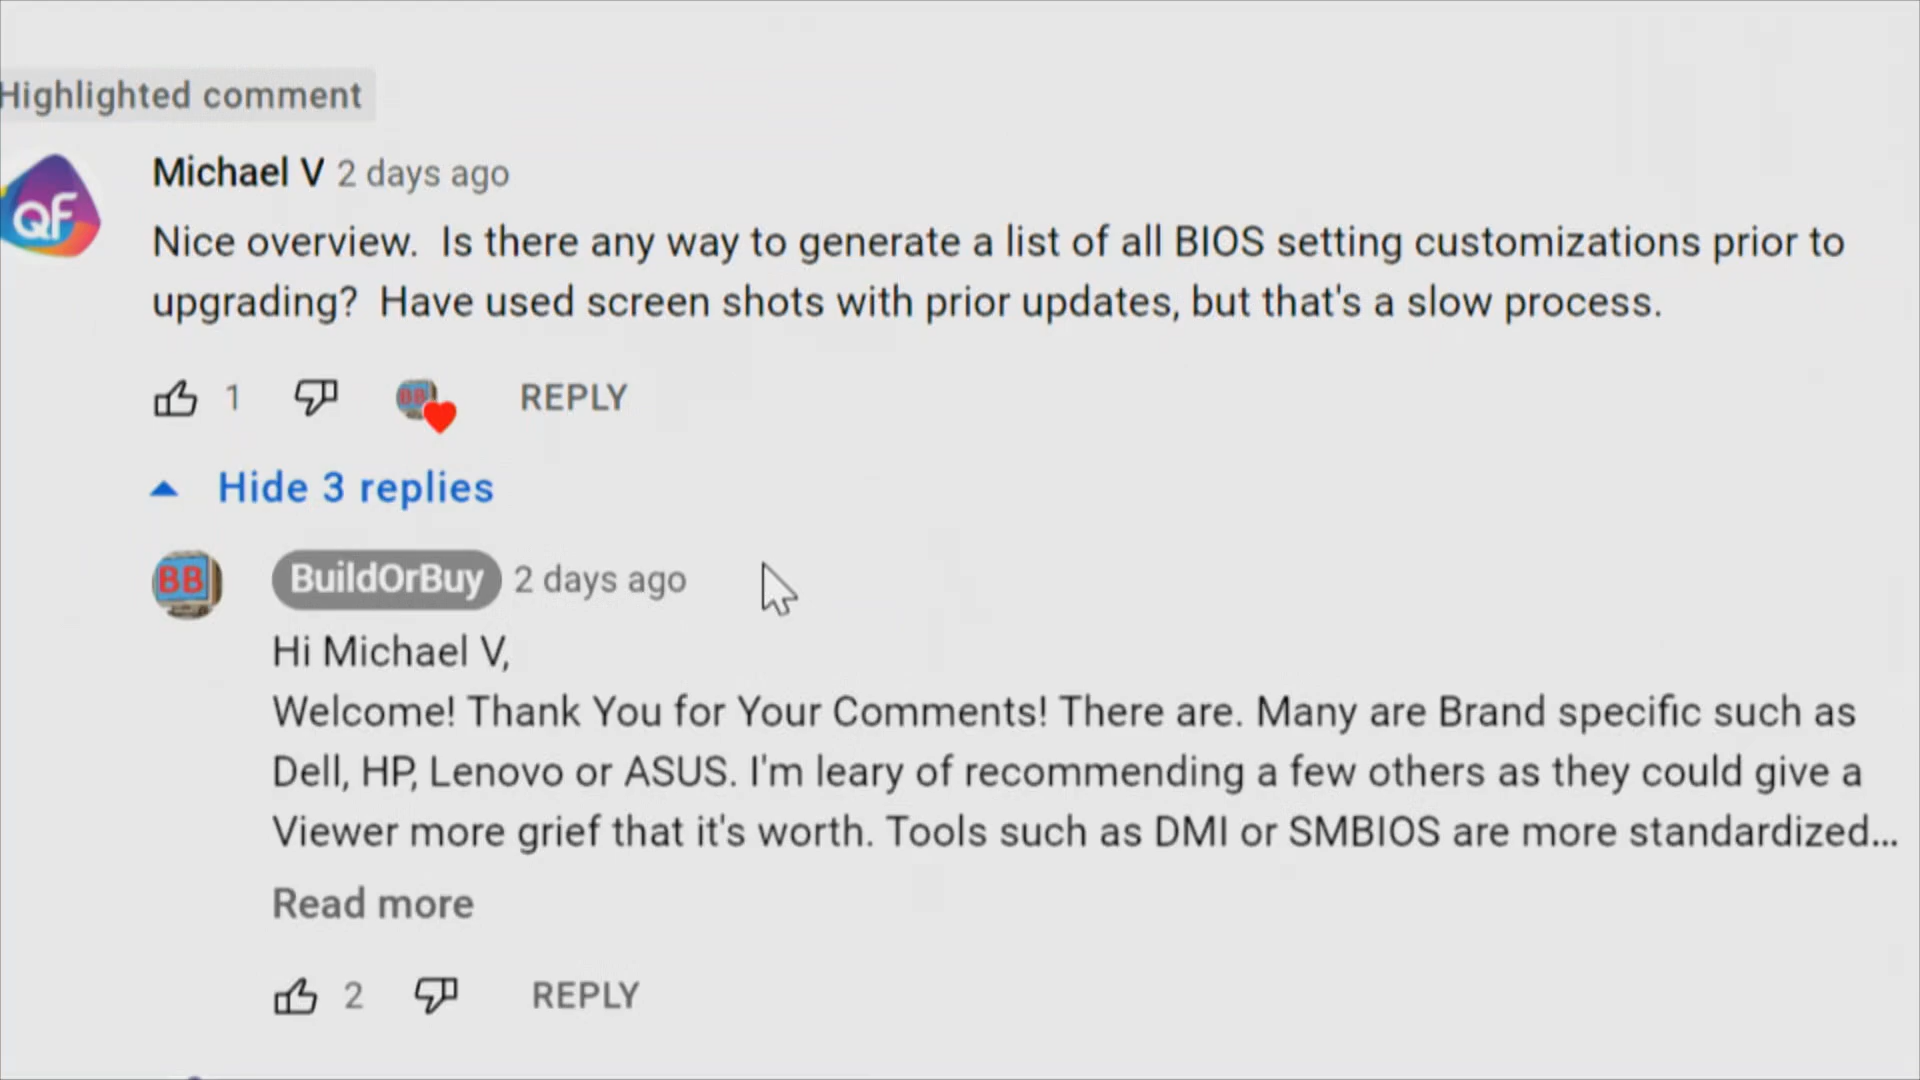 Highlighted comment
QF
Michael V 2 days ago
Nice overview.  Is there any way to generate a list of all BIOS setting customizations prior to
upgrading?  Have used screen shots with prior updates, but that's a slow process.
1 BB REPLY
Hide 3 replies
BB BuildOrBuy 2 days ago
Hi Michael V,
Welcome! Thank You for Your Comments! There are. Many are Brand specific such as
Dell, HP, Lenovo or ASUS. I'm leary of recommending a few others as they could give a
Viewer more grief that it's worth. Tools such as DMI or SMBIOS are more standardized...
Read more
2 REPLY